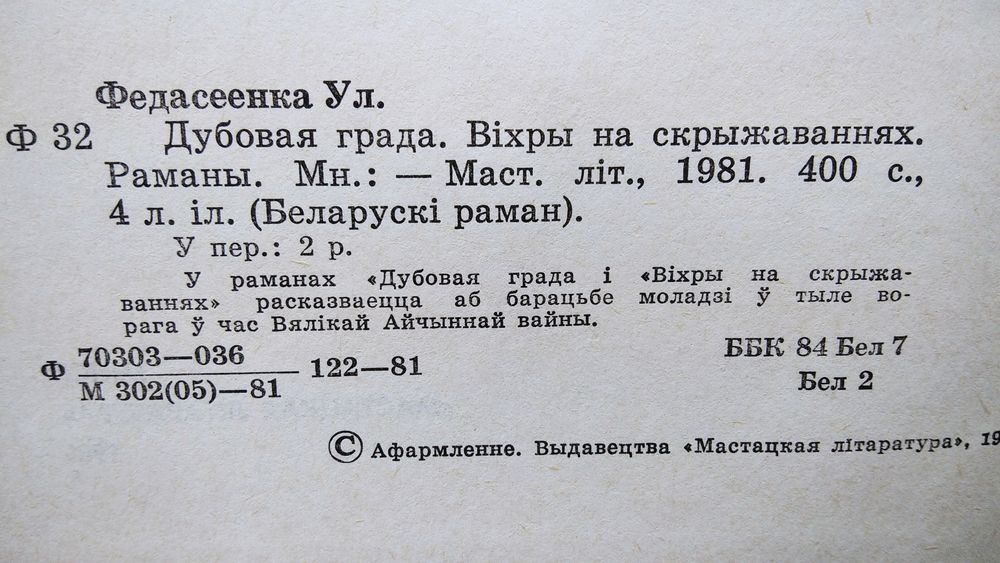 Федасеенка Ул.
Ф 32 Дубовая града. Віхры на скрыжаваннях.
Раманы. Мн.: — Маст. літ., 1981. 400 с.,
4 л. іл. (Беларускі раман).
У пер.: 2 р.
У раманах «Дубовая града і «Віхры на скрыжа-
ваннях» расказваецца аб барацьбе моладзі ў тыле во-
рага ў час Вялікай Айчыннай вайны.
Ф 70303—036
М 302(05)—81
122—81
ББК 84 Бел 7
Бел 2
© Афармленне. Выдавецтва «Мастацкая літаратура», 19